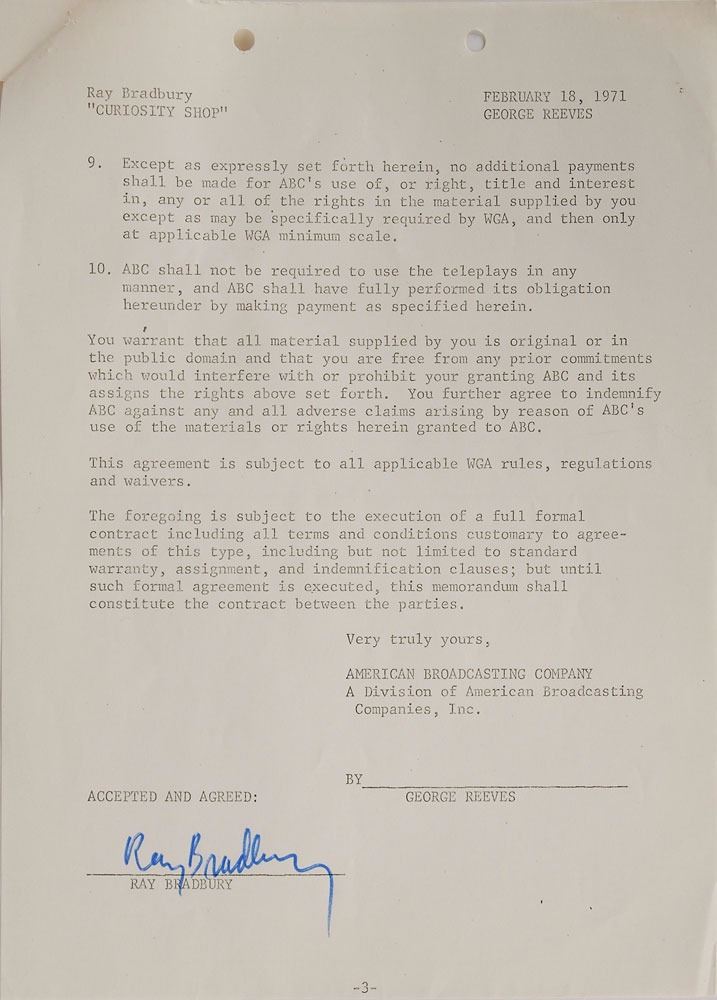 Ray Bradbury
"CURIOSITY SHOP"
FEBRUARY 18, 1971
GEORGE REEVES
9. Except as expressly set forth herein, no additional payments
shall be made for ABC's use of, or right, title and interest
in, any or all of the rights in the material supplied by you
except as may be specifically required by WGA, and then only
at applicable WGA minimum scale.
10. ABC shall not be required to use the teleplays in any
manner, and ABC shall have fully performed its obligation
hereunder by making payment as specified herein.
You warrant that all material supplied by you is original or in
the public domain and that you are free from any prior commitments
which would interfere with or prohibit your granting ABC and its
assigns the rights above set forth. You further agree to indemnify
ABC against any and all adverse claims arising by reason of ABC's
use of the materials or rights herein granted to ABC.
This agreement is subject to all applicable WGA rules, regulations
and waivers.
The foregoing is subject to the execution of a full formal
contract including all terms and conditions customary to agree-
ments of this type, including but not limited to standard
warranty, assignment, and indemnification clauses; but until
such formal agreement is executed, this memorandum shall
constitute the contract between the parties.
Very truly yours,
AMERICAN BROADCASTING COMPANY
A Division of American Broadcasting
Companies, Inc.
BY
GEORGE REEVES
ACCEPTED AND AGREED:
Ray Bradbury
RAY BRADBURY
-3-